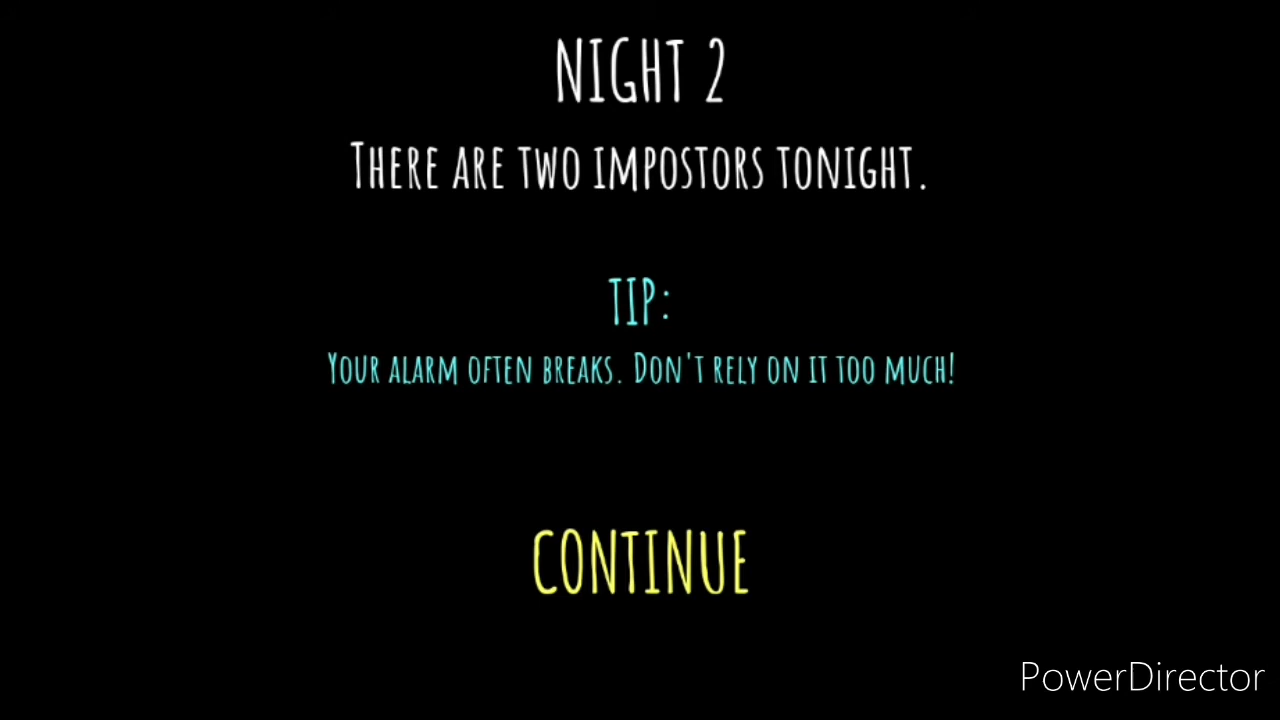 NIGHT 2
THERE ARE TWO IMPOSTORS TONIGHT.
TIP:
YOUR ALARM OFTEN BREAKS. DON'T RELY ON IT TOO MUCH!
CONTINUE
PowerDirector